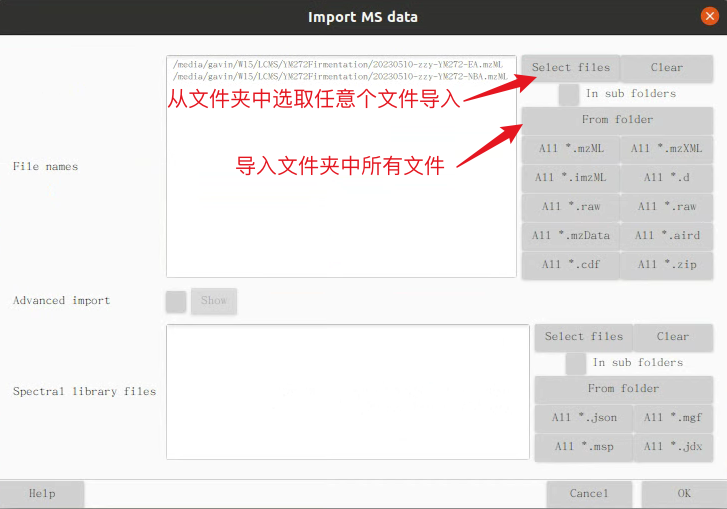 Import MS data
/media/gavin/W15/LCMS/YM272Firmentation/20230510-zzy-YM272-EA.mzML
/media/gavin/W15/LCMS/YM272Firmentation/20230510-zzy-YM272-NBA.mzML
Select files
Clear
从文件夹中选取任意个文件导入
In sub folders
From folder
File names
导入文件夹中所有文件
All *.mzML
All *.mzXML
All *.imzML
All *.d
All *.raw
All *.raw
All *.mzData
All *.aird
All *.cdf
All *.zip
Advanced import
Show
Spectral library files
Select files
Clear
In sub folders
From folder
All *.json
All *.mgf
All *.msp
All *.jdx
Help
Cancel
OK